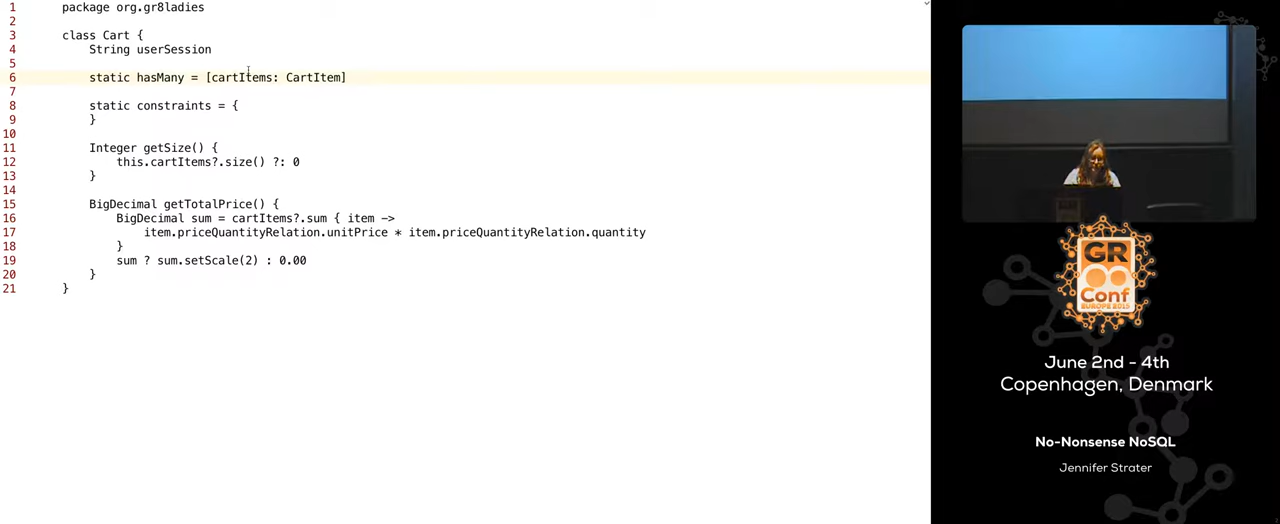 1 package org.gr8ladies
2
3 class Cart {
4 String userSession
5
6 static hasMany = [cartItems: CartItem]
7
8 static constraints = {
9 }
10
11 Integer getSize() {
12 this.cartItems?.size() ?: 0
13 }
14
15 BigDecimal getTotalPrice() {
16 BigDecimal sum = cartItems?.sum { item ->
17 item.priceQuantityRelation.unitPrice * item.priceQuantityRelation.quantity
18 }
19 sum ? sum.setScale(2) : 0.00
20 }
21 }
GR
Conf
EUROPE 2015
June 2nd - 4th
Copenhagen, Denmark
No-Nonsense NoSQL
Jennifer Strater